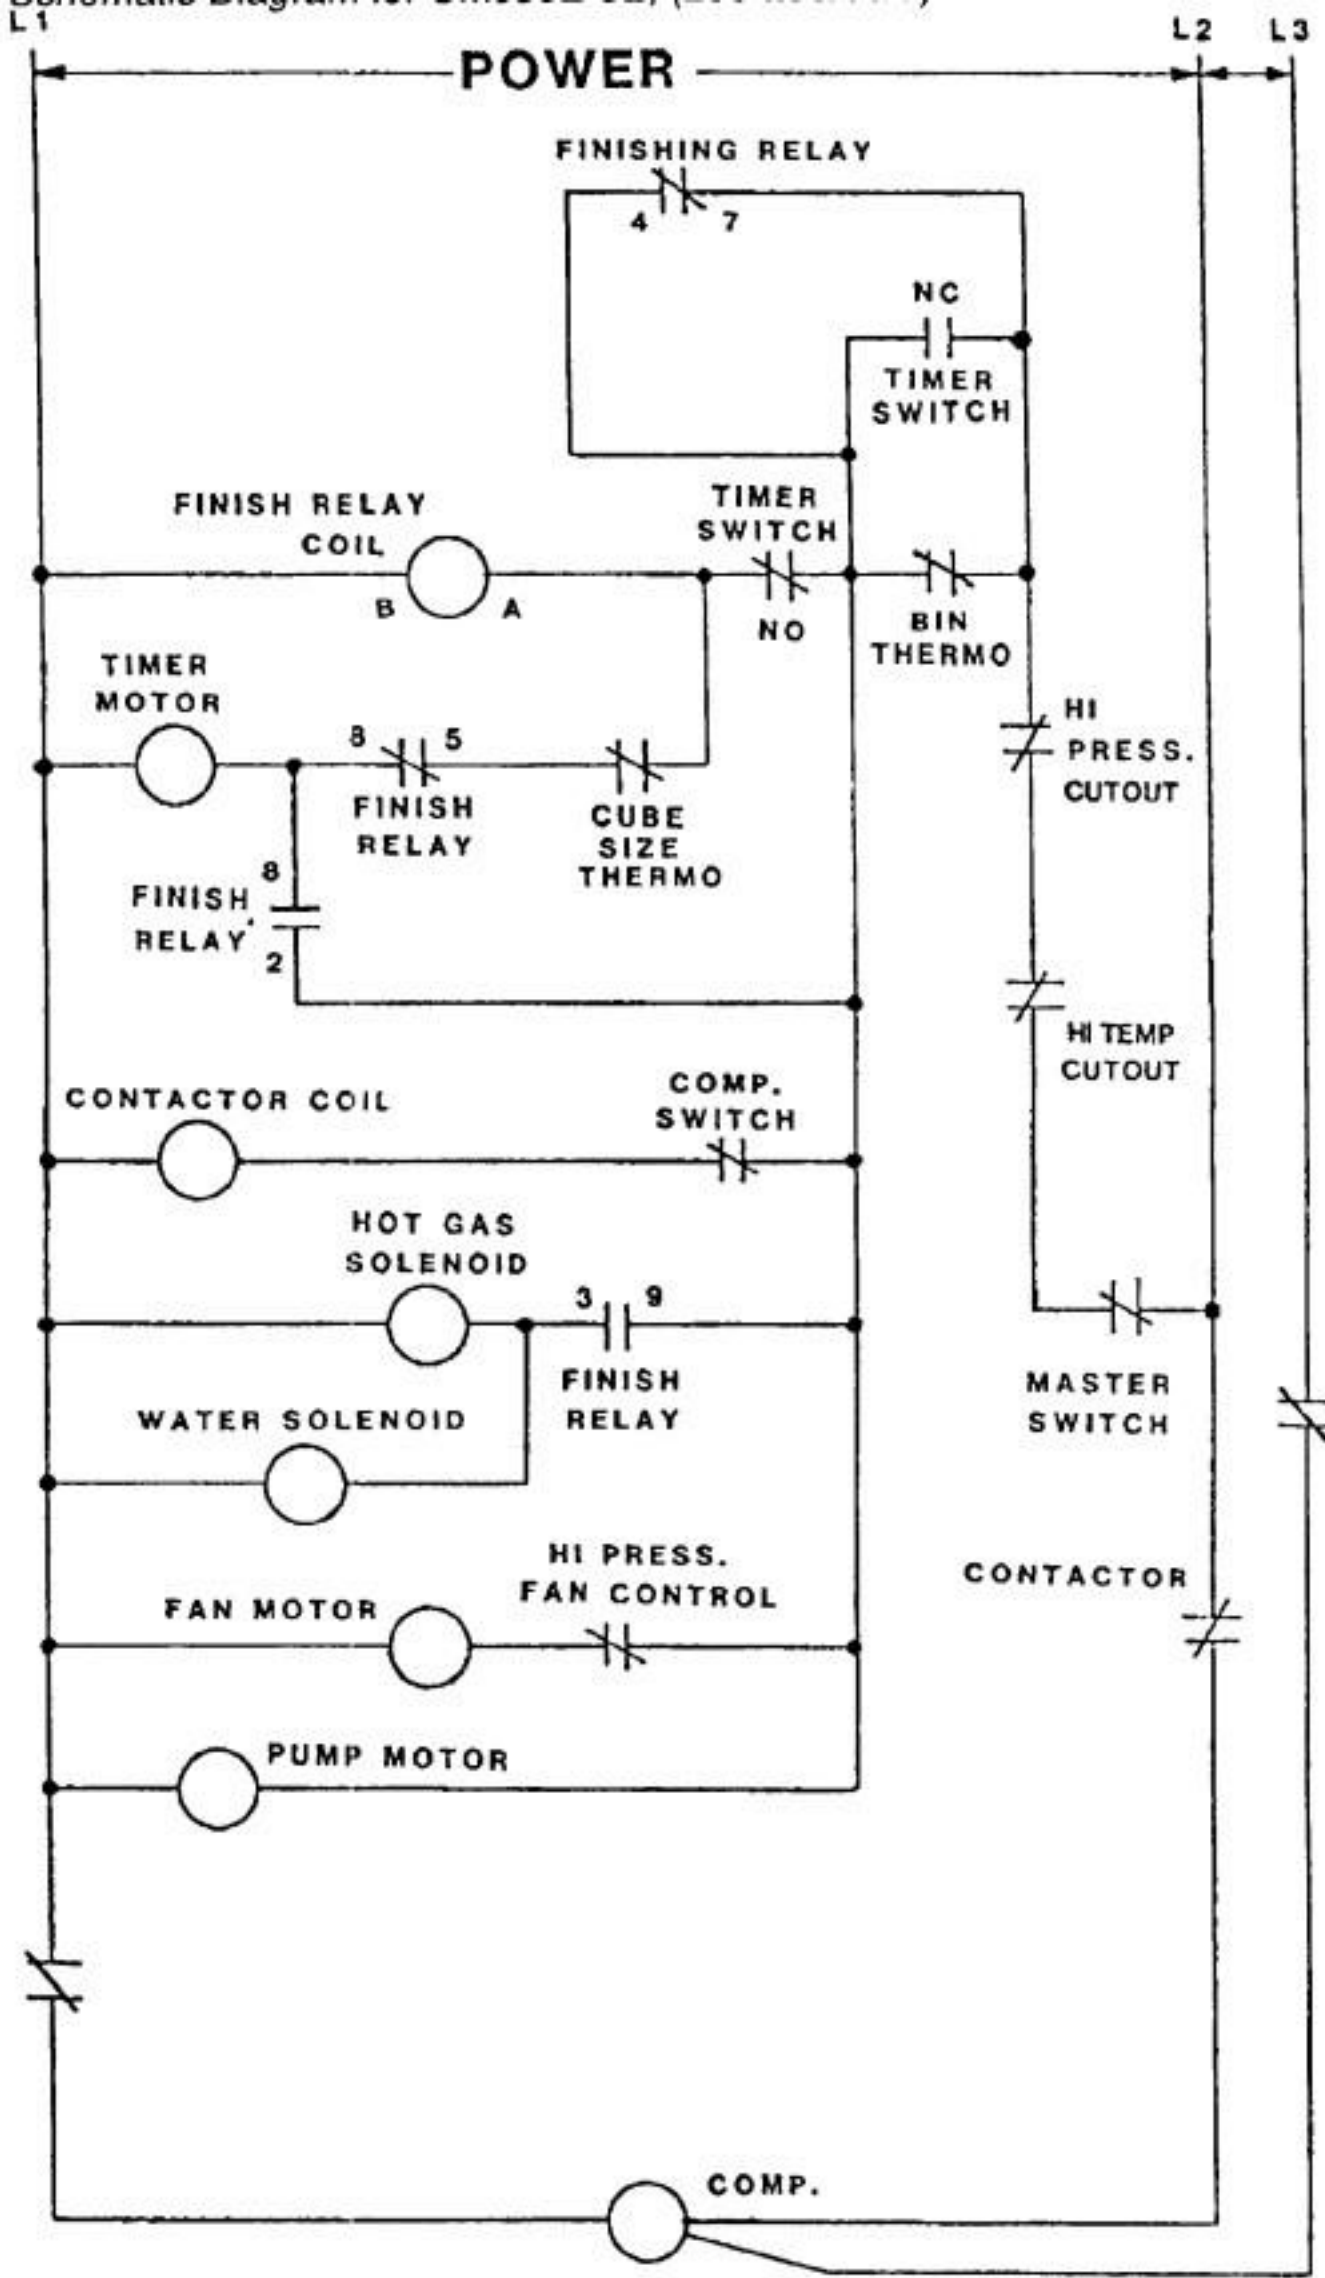 Schematic Diagram for
L1
L2
L3
POWER
FINISHING RELAY
4
7
NC
TIMER
SWITCH
FINISH RELAY
COIL
B
A
TIMER
SWITCH
NO
BIN
THERMO
TIMER
MOTOR
8
5
FINISH
RELAY
CUBE
SIZE
THERMO
HI
PRESS.
CUTOUT
8
FINISH
RELAY
2
HI TEMP
CUTOUT
CONTACTOR COIL
COMP.
SWITCH
HOT GAS
SOLENOID
3
9
FINISH
RELAY
MASTER
SWITCH
WATER SOLENOID
HI PRESS.
FAN CONTROL
FAN MOTOR
CONTACTOR
PUMP MOTOR
COMP.